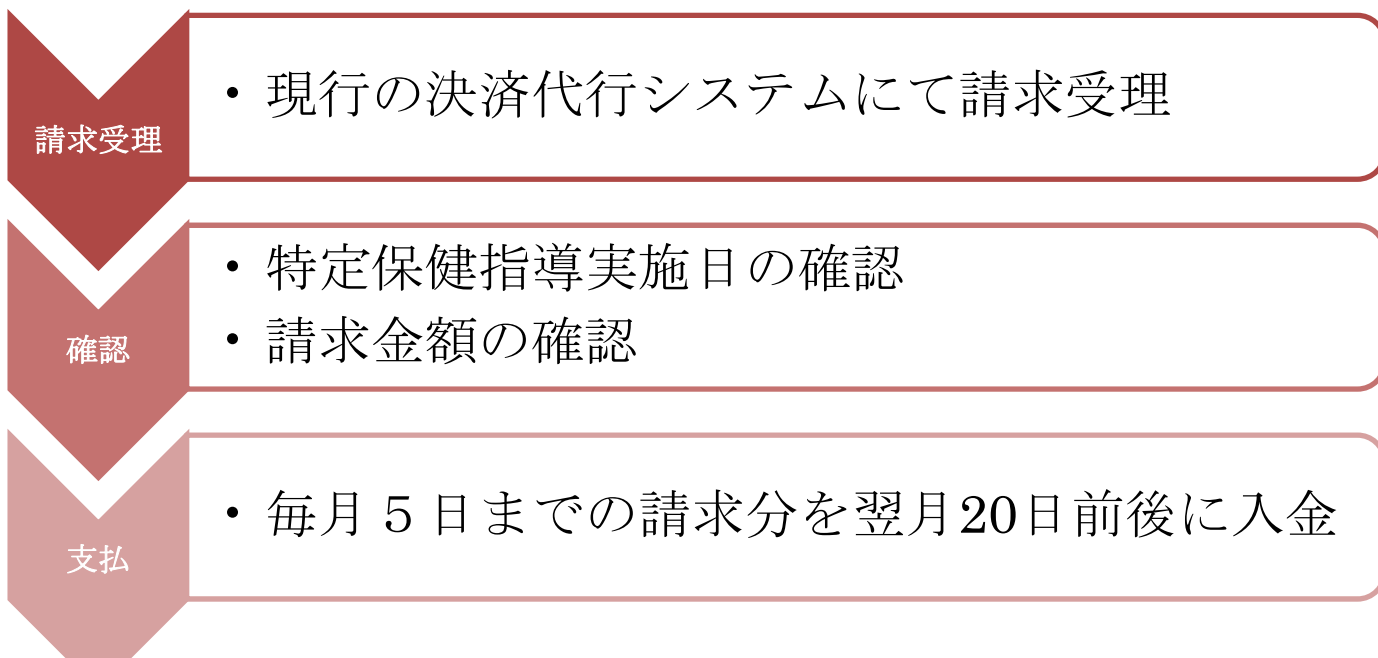 請求受理
・現行の決済代行システムにて請求受理
確認
・特定保健指導実施日の確認
・請求金額の確認
支払
・毎月５日までの請求分を翌月20日前後に入金